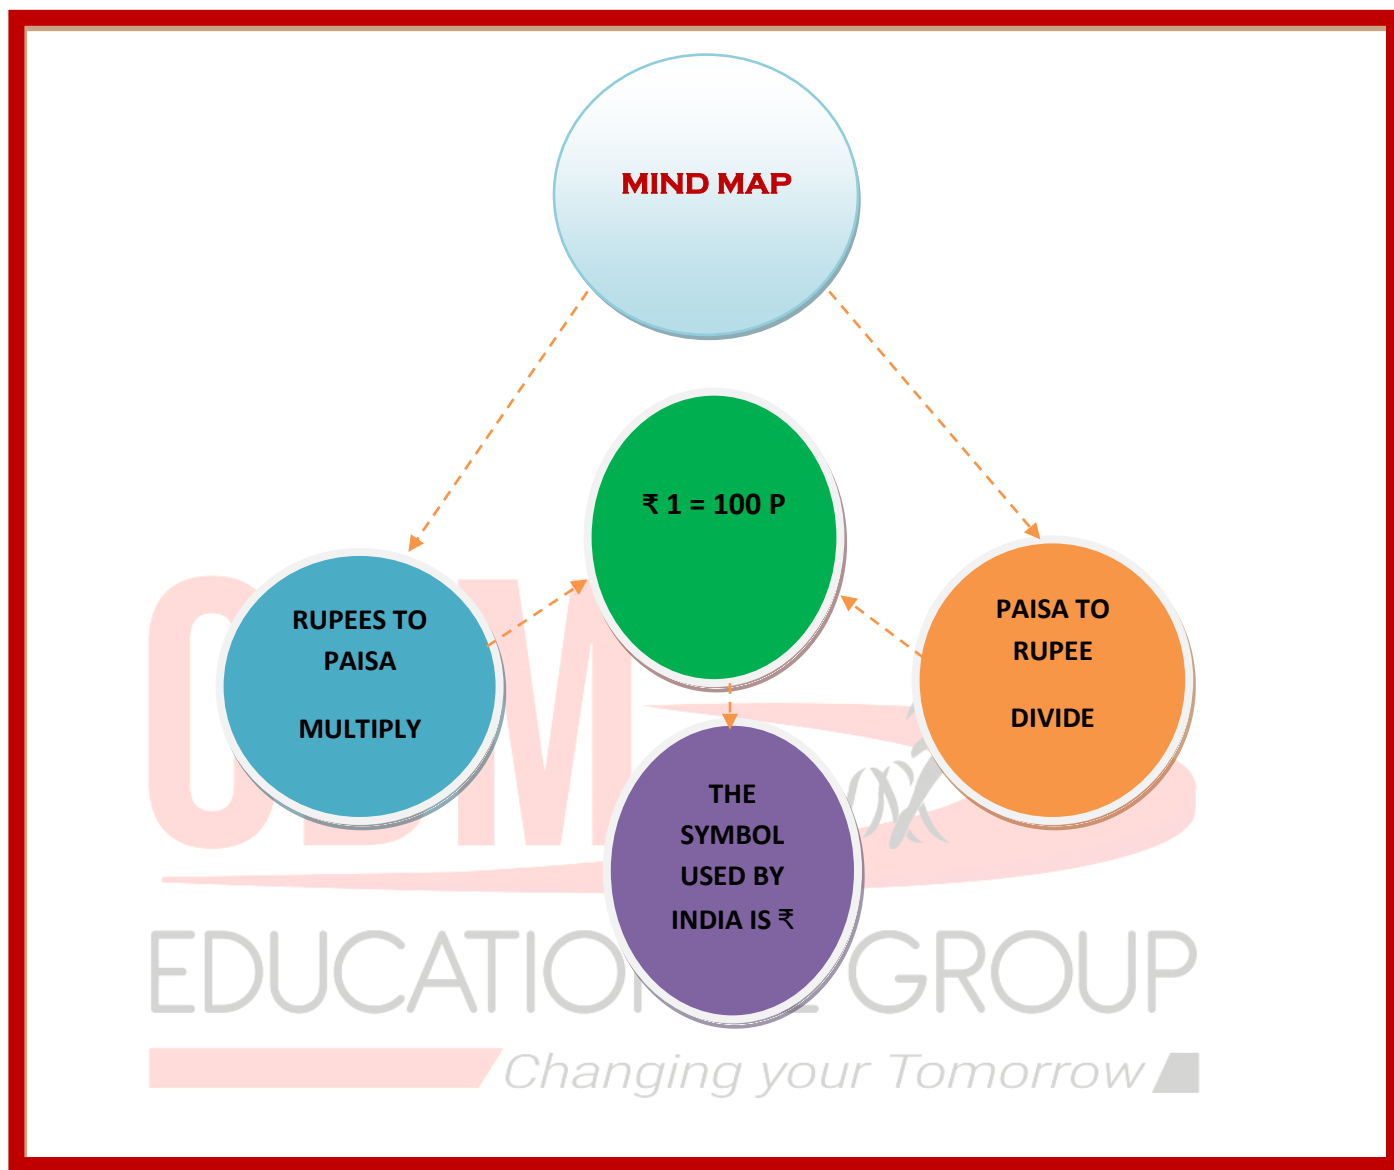 MIND MAP
₹ 1 = 100 P
RUPEES TO
PAISA
MULTIPLY
PAISA TO
RUPEE
DIVIDE
THE
SYMBOL
USED BY
INDIA IS ₹
GROUP
Changing your Tomorrow